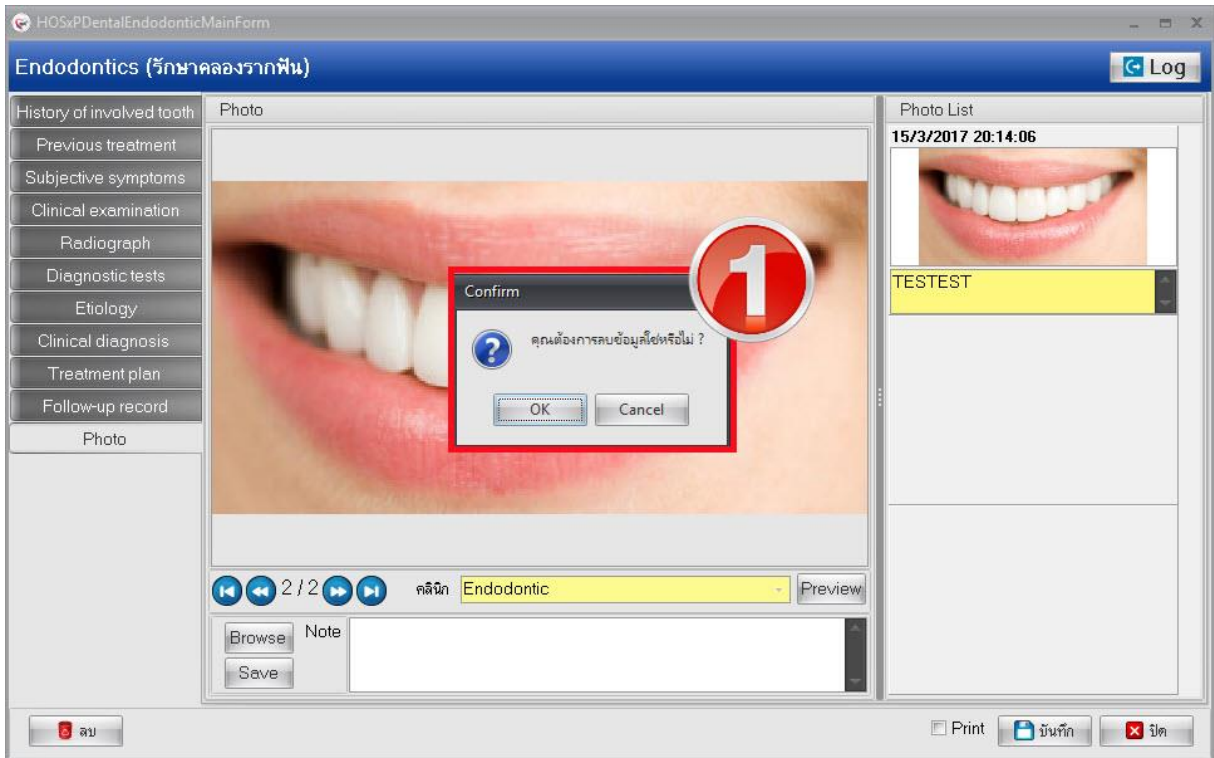 HOSxPDentalEndodonticMainForm
Endodontics (รักษาคลองรากฟัน)
Log
History of involved tooth
Previous treatment
Subjective symptoms
Clinical examination
Radiograph
Diagnostic tests
Etiology
Clinical diagnosis
Treatment plan
Follow-up record
Photo
Photo
Confirm
1
คุณต้องการลบข้อมูลใช่หรือไม่ ?
OK
Cancel
2 / 2
คลินิก
Endodontic
Preview
Browse
Note
Save
Photo List
15/3/2017 20:14:06
TESTEST
ลบ
Print
บันทึก
ปิด